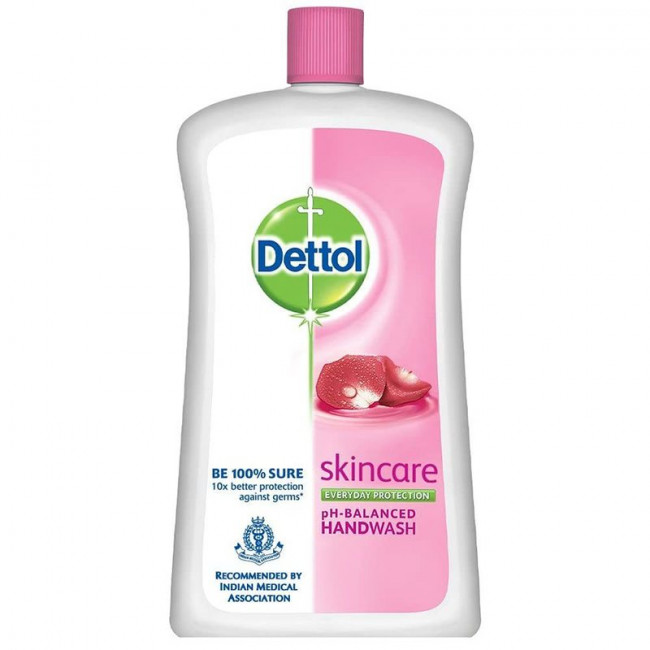 Dettol
BE 100% SURE
10x better protection
against germs*
RECOMMENDED BY
INDIAN MEDICAL
ASSOCIATION
skincare
EVERYDAY PROTECTION
pH-BALANCED
HANDWASH